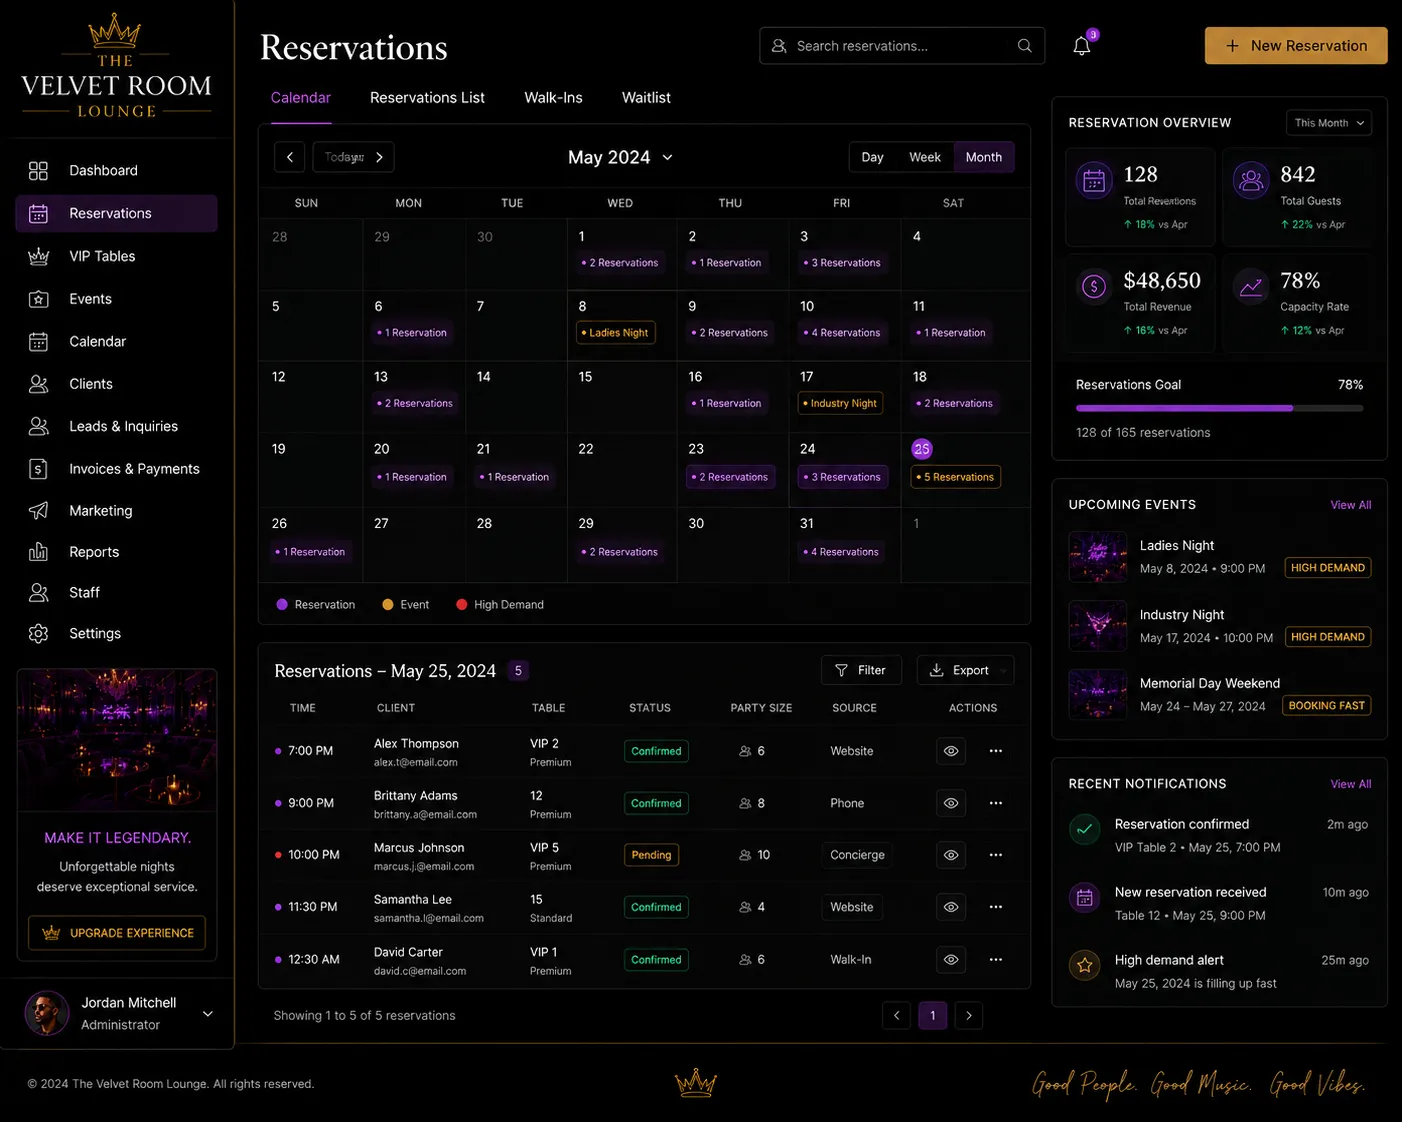 THE
VELVET ROOM
LOUNGE
Dashboard
Reservations
VIP Tables
Events
Calendar
Clients
Leads & Inquiries
Invoices & Payments
Marketing
Reports
Staff
Settings
MAKE IT LEGENDARY.
Unforgettable nights
deserve exceptional service.
UPGRADE EXPERIENCE
Jordan Mitchell
Administrator
Reservations
Search reservations...
3
+ New Reservation
Calendar Reservations List Walk-Ins Waitlist
May 2024
Day Week Month
SUN MON TUE WED THU FRI SAT
28 29 30 1 2 3 4
• 2 Reservations • 1 Reservation • 3 Reservations
5 6 7 8 9 10 11
• 1 Reservation • Ladies Night • 2 Reservations • 4 Reservations • 1 Reservation
12 13 14 15 16 17 18
• 2 Reservations • 1 Reservation • Industry Night • 2 Reservations
19 20 21 22 23 24 25
• 1 Reservation • 1 Reservation • 2 Reservations • 3 Reservations • 5 Reservations
26 27 28 29 30 31 1
• 1 Reservation • 2 Reservations • 4 Reservations
Reservation Event High Demand
Reservations – May 25, 2024 5
Filter Export
TIME CLIENT TABLE STATUS PARTY SIZE SOURCE ACTIONS
7:00 PM Alex Thompson VIP 2 Confirmed 6 Website
alex.t@email.com Premium
9:00 PM Brittany Adams 12 Confirmed 8 Phone
brittany.a@email.com Premium
10:00 PM Marcus Johnson VIP 5 Pending 10 Concierge
marcus.j.@email.com Premium
11:30 PM Samantha Lee 15 Confirmed 4 Website
samantha.l@email.com Standard
12:30 AM David Carter VIP 1 Confirmed 6 Walk-In
david.c@email.com Premium
Showing 1 to 5 of 5 reservations
1
RESERVATION OVERVIEW This Month
128
Total
↑ 18% vs Apr
842
Total Guests
↑ 22% vs Apr
$48,650
Total Revenue
↑ 16% vs Apr
78%
Capacity Rate
↑ 12% vs Apr
Reservations Goal 78%
128 of 165 reservations
UPCOMING EVENTS View All
Ladies Night
May 8, 2024 • 9:00 PM HIGH DEMAND
Industry Night
May 17, 2024 • 10:00 PM HIGH DEMAND
Memorial Day Weekend
May 24 – May 27, 2024 BOOKING FAST
RECENT NOTIFICATIONS View All
Reservation confirmed 2m ago
VIP Table 2 • May 25, 7:00 PM
New reservation received 10m ago
Table 12 • May 25, 9:00 PM
High demand alert 25m ago
May 25, 2024 is filling up fast
© 2024 The Velvet Room Lounge. All rights reserved.
Good People. Good Music. Good Vibes.